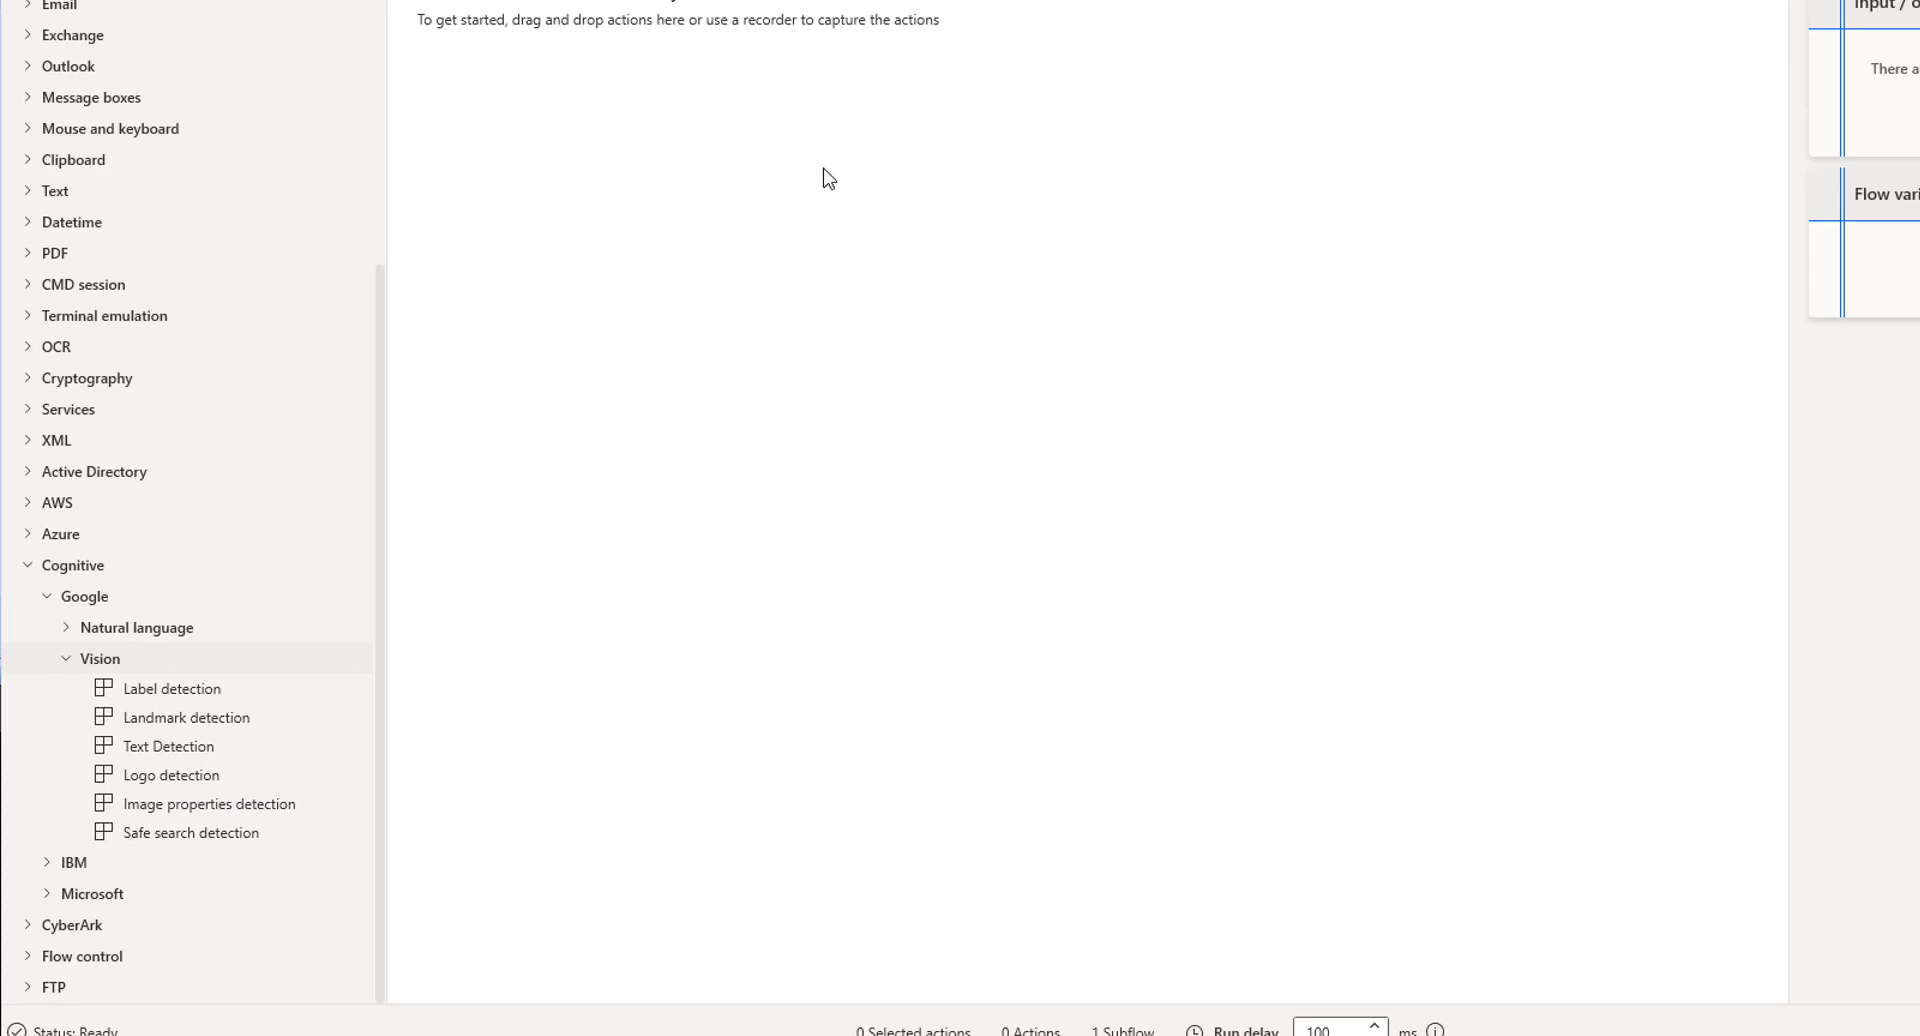 Email
To get started, drag and drop actions here or use a recorder to capture the actions
Exchange
Outlook
Message boxes
Mouse and keyboard
Clipboard
Text
Datetime
PDF
CMD session
Terminal emulation
OCR
Cryptography
Services
XML
Active Directory
AWS
Azure
Cognitive
Google
Natural language
Vision
Label detection
Landmark detection
Text Detection
Logo detection
Image properties detection
Safe search detection
IBM
Microsoft
CyberArk
Flow control
FTP
Input /
There
Flow
Status: Ready
0 Selected actions 0 Actions 1 Subflow Run delay 100 ms